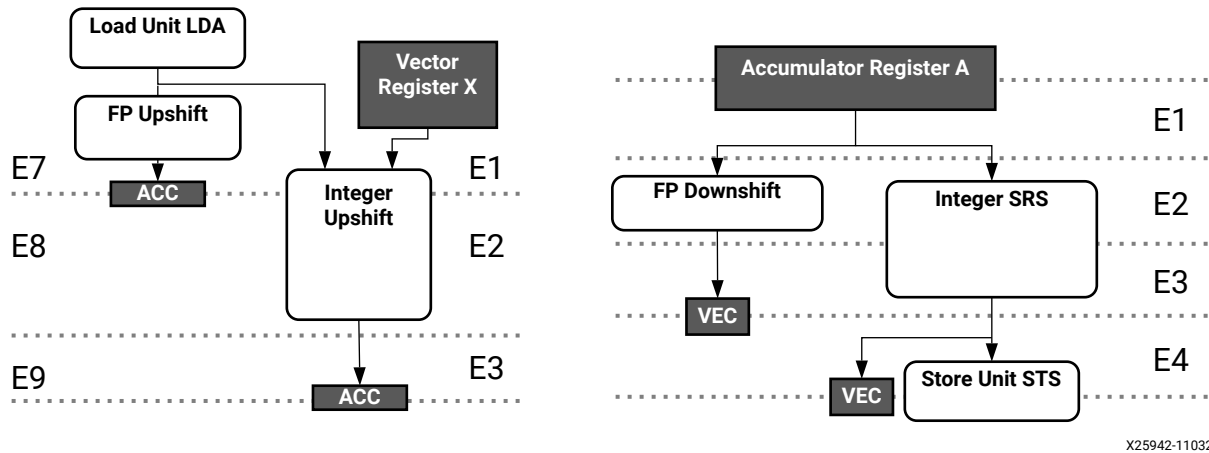 Load Unit LDA
Vector
Register X
FP Upshift
E7
ACC
E1
Integer
Upshift
E8
E2
E9
E3
ACC
Accumulator Register A
E1
FP Downshift
Integer SRS
E2
E3
VEC
E4
VEC
Store Unit STS
X25942-11032